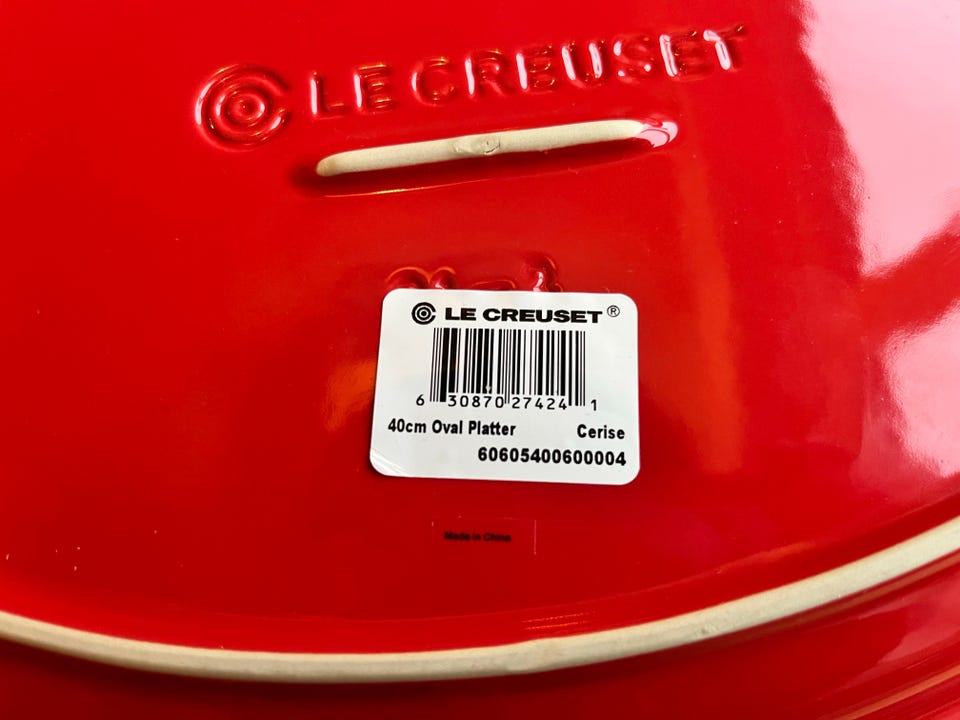 LE CREUSET
LE CREUSET®
6 30870 27424 1
40cm Oval Platter Cerise
60605400600004
Made in China